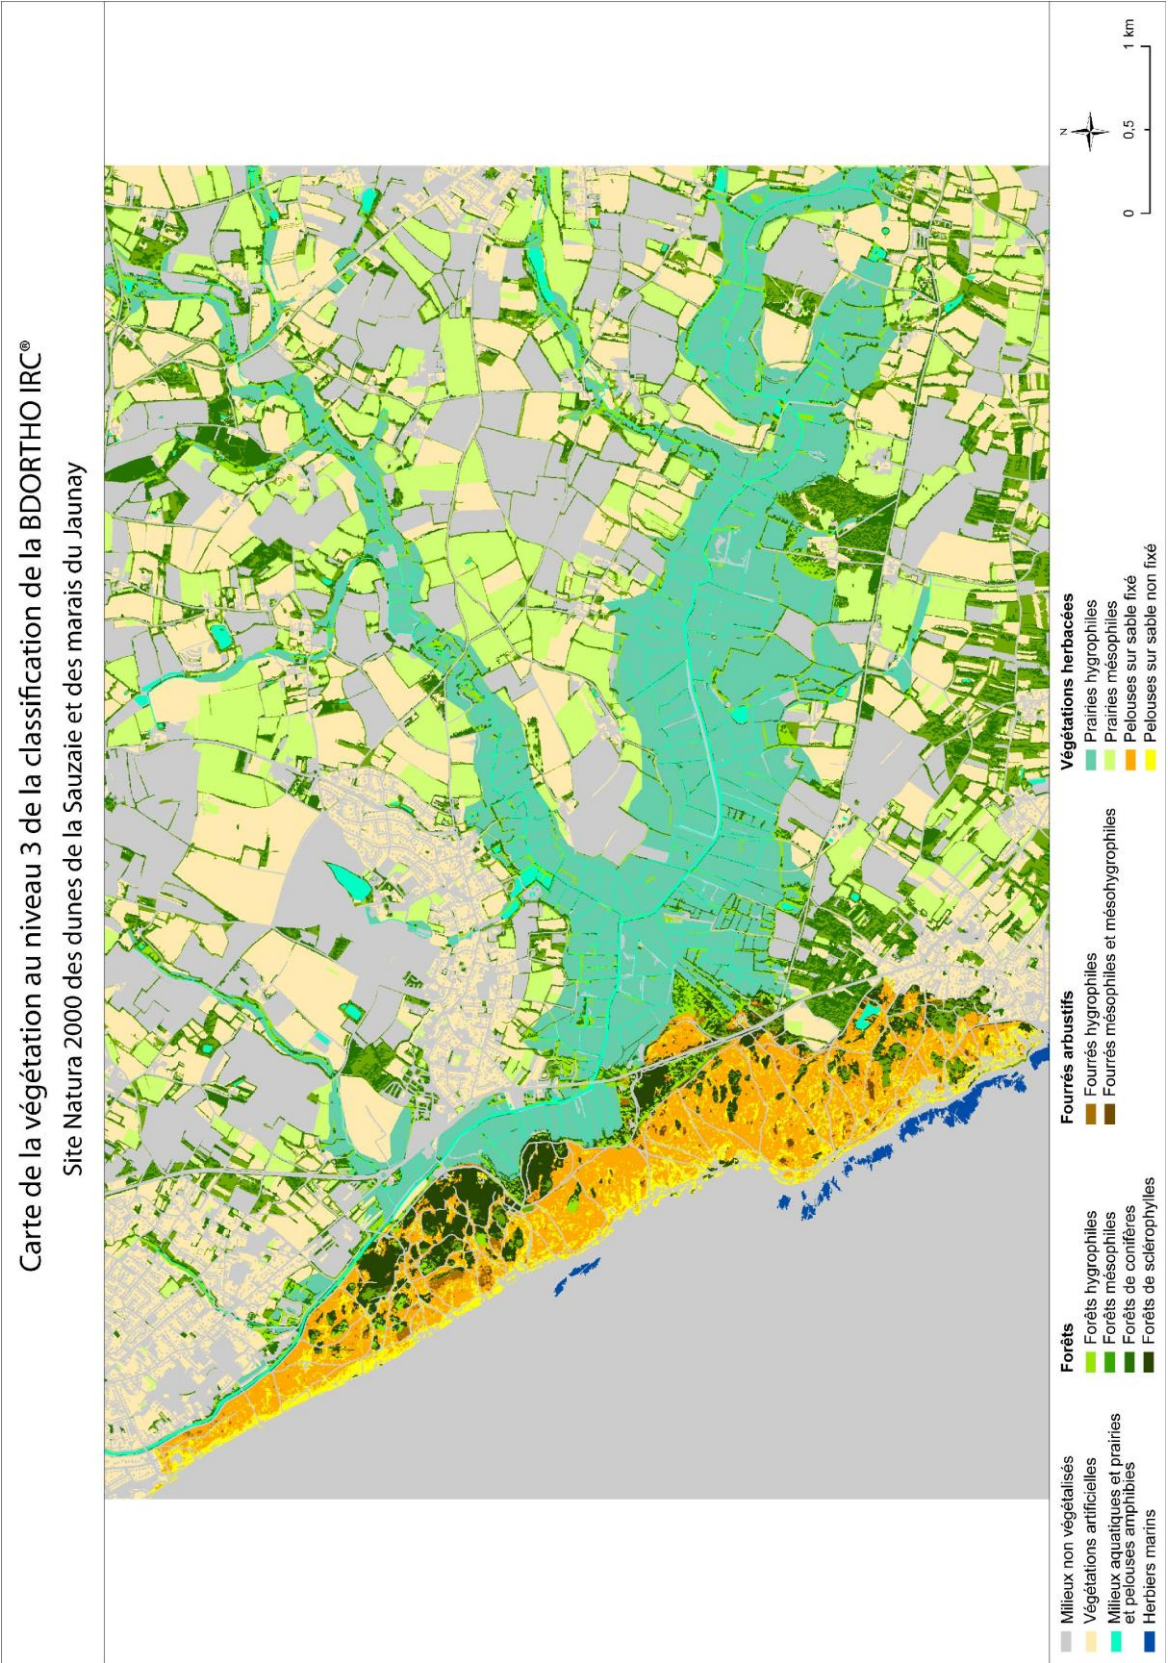 Carte de la végétation au niveau 3 de la classification de la BDORTHO IRC®
Site Natura 2000 des dunes de la Sauzaie et des marais du Jaunay
Milieux non végétalisés
Végétations artificielles
Milieux aquatiques et prairies
et pelouses amphibies
Herbiers marins
Forêts
Forêts hygrophiles
Forêts mésophiles
Forêts de conifères
Forêts de sclérophylles
Fourrés arbustifs
Fourrés hygrophiles
Fourrés mésophiles et mésohygrophiles
Végétations herbacées
Prairies hygrophiles
Prairies mésophiles
Pelouses sur sable fixé
Pelouses sur sable non fixé
N
0 0,5 1 km